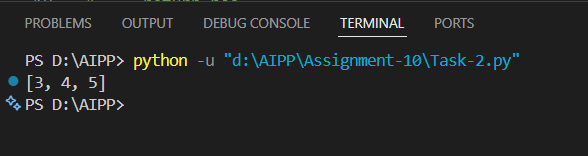 PROBLEMS OUTPUT DEBUG CONSOLE TERMINAL PORTS
PS D:\AIPP> python -u "d:\AIPP\Assignment-10\Task-2.py"
[3, 4, 5]
PS D:\AIPP>